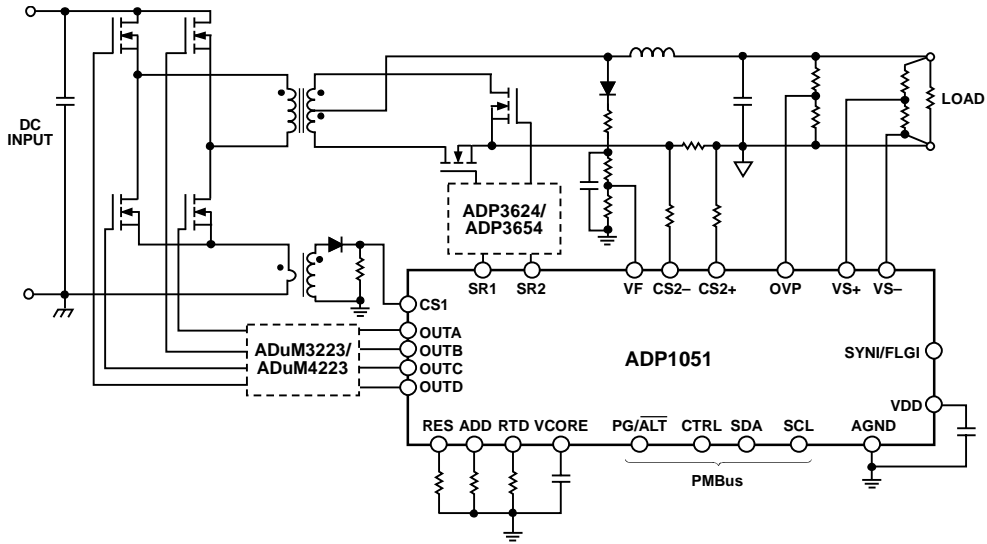 DC
INPUT
LOAD
ADP3624/
ADP3654
SR1 SR2 VF CS2– CS2+ OVP VS+ VS–
CS1
OUTA
OUTB
OUTC
OUTD
ADuM3223/
ADuM4223
ADP1051
SYNI/FLGI
VDD
RES ADD RTD VCORE PG/ALT CTRL SDA SCL AGND
PMBus